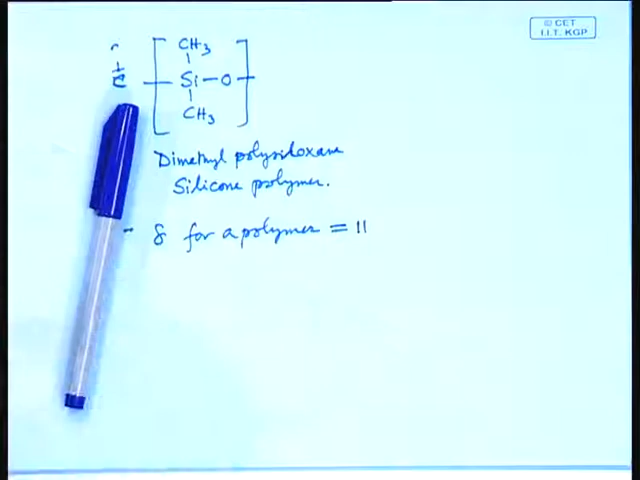 © CET
I.I.T. KGP
CH3
Si-O
CH3
Dimethyl polysiloxane
Silicone polymer.
- δ for a polymer = 11